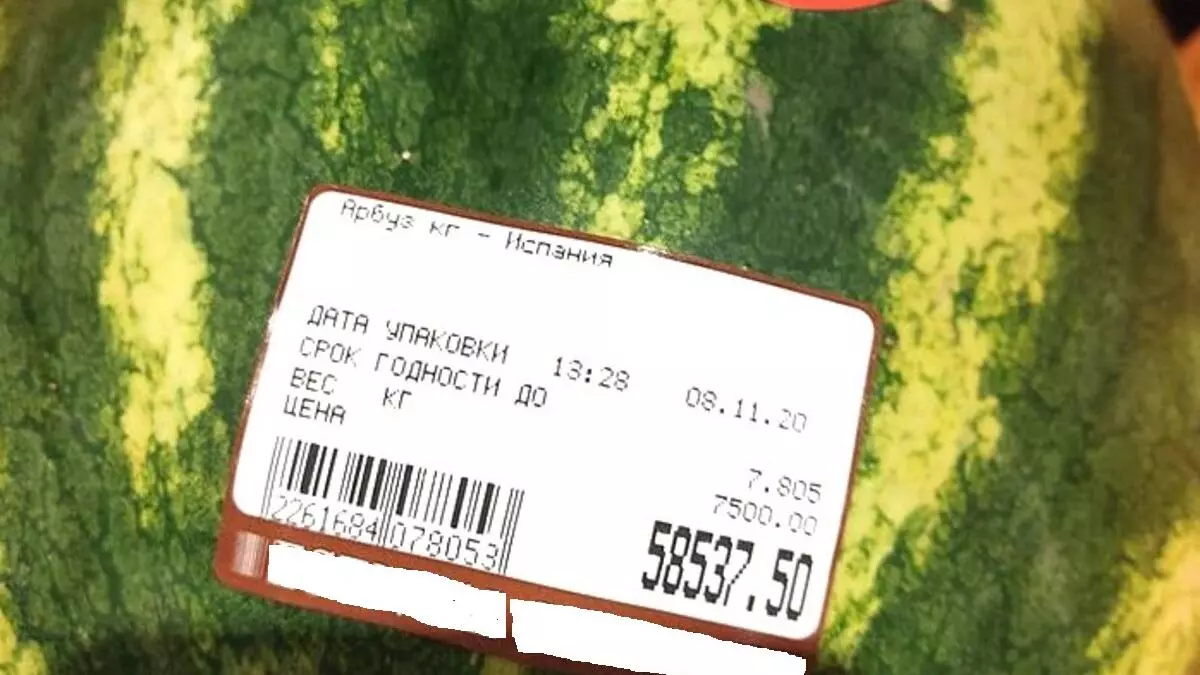 Арбуз кг - Испания
ДАТА УПАКОВКИ 13:28 08.11.20
СРОК ГОДНОСТИ ДО
ВЕС КГ 7.805
ЦЕНА 7500.00
58537.50
2261684 078053